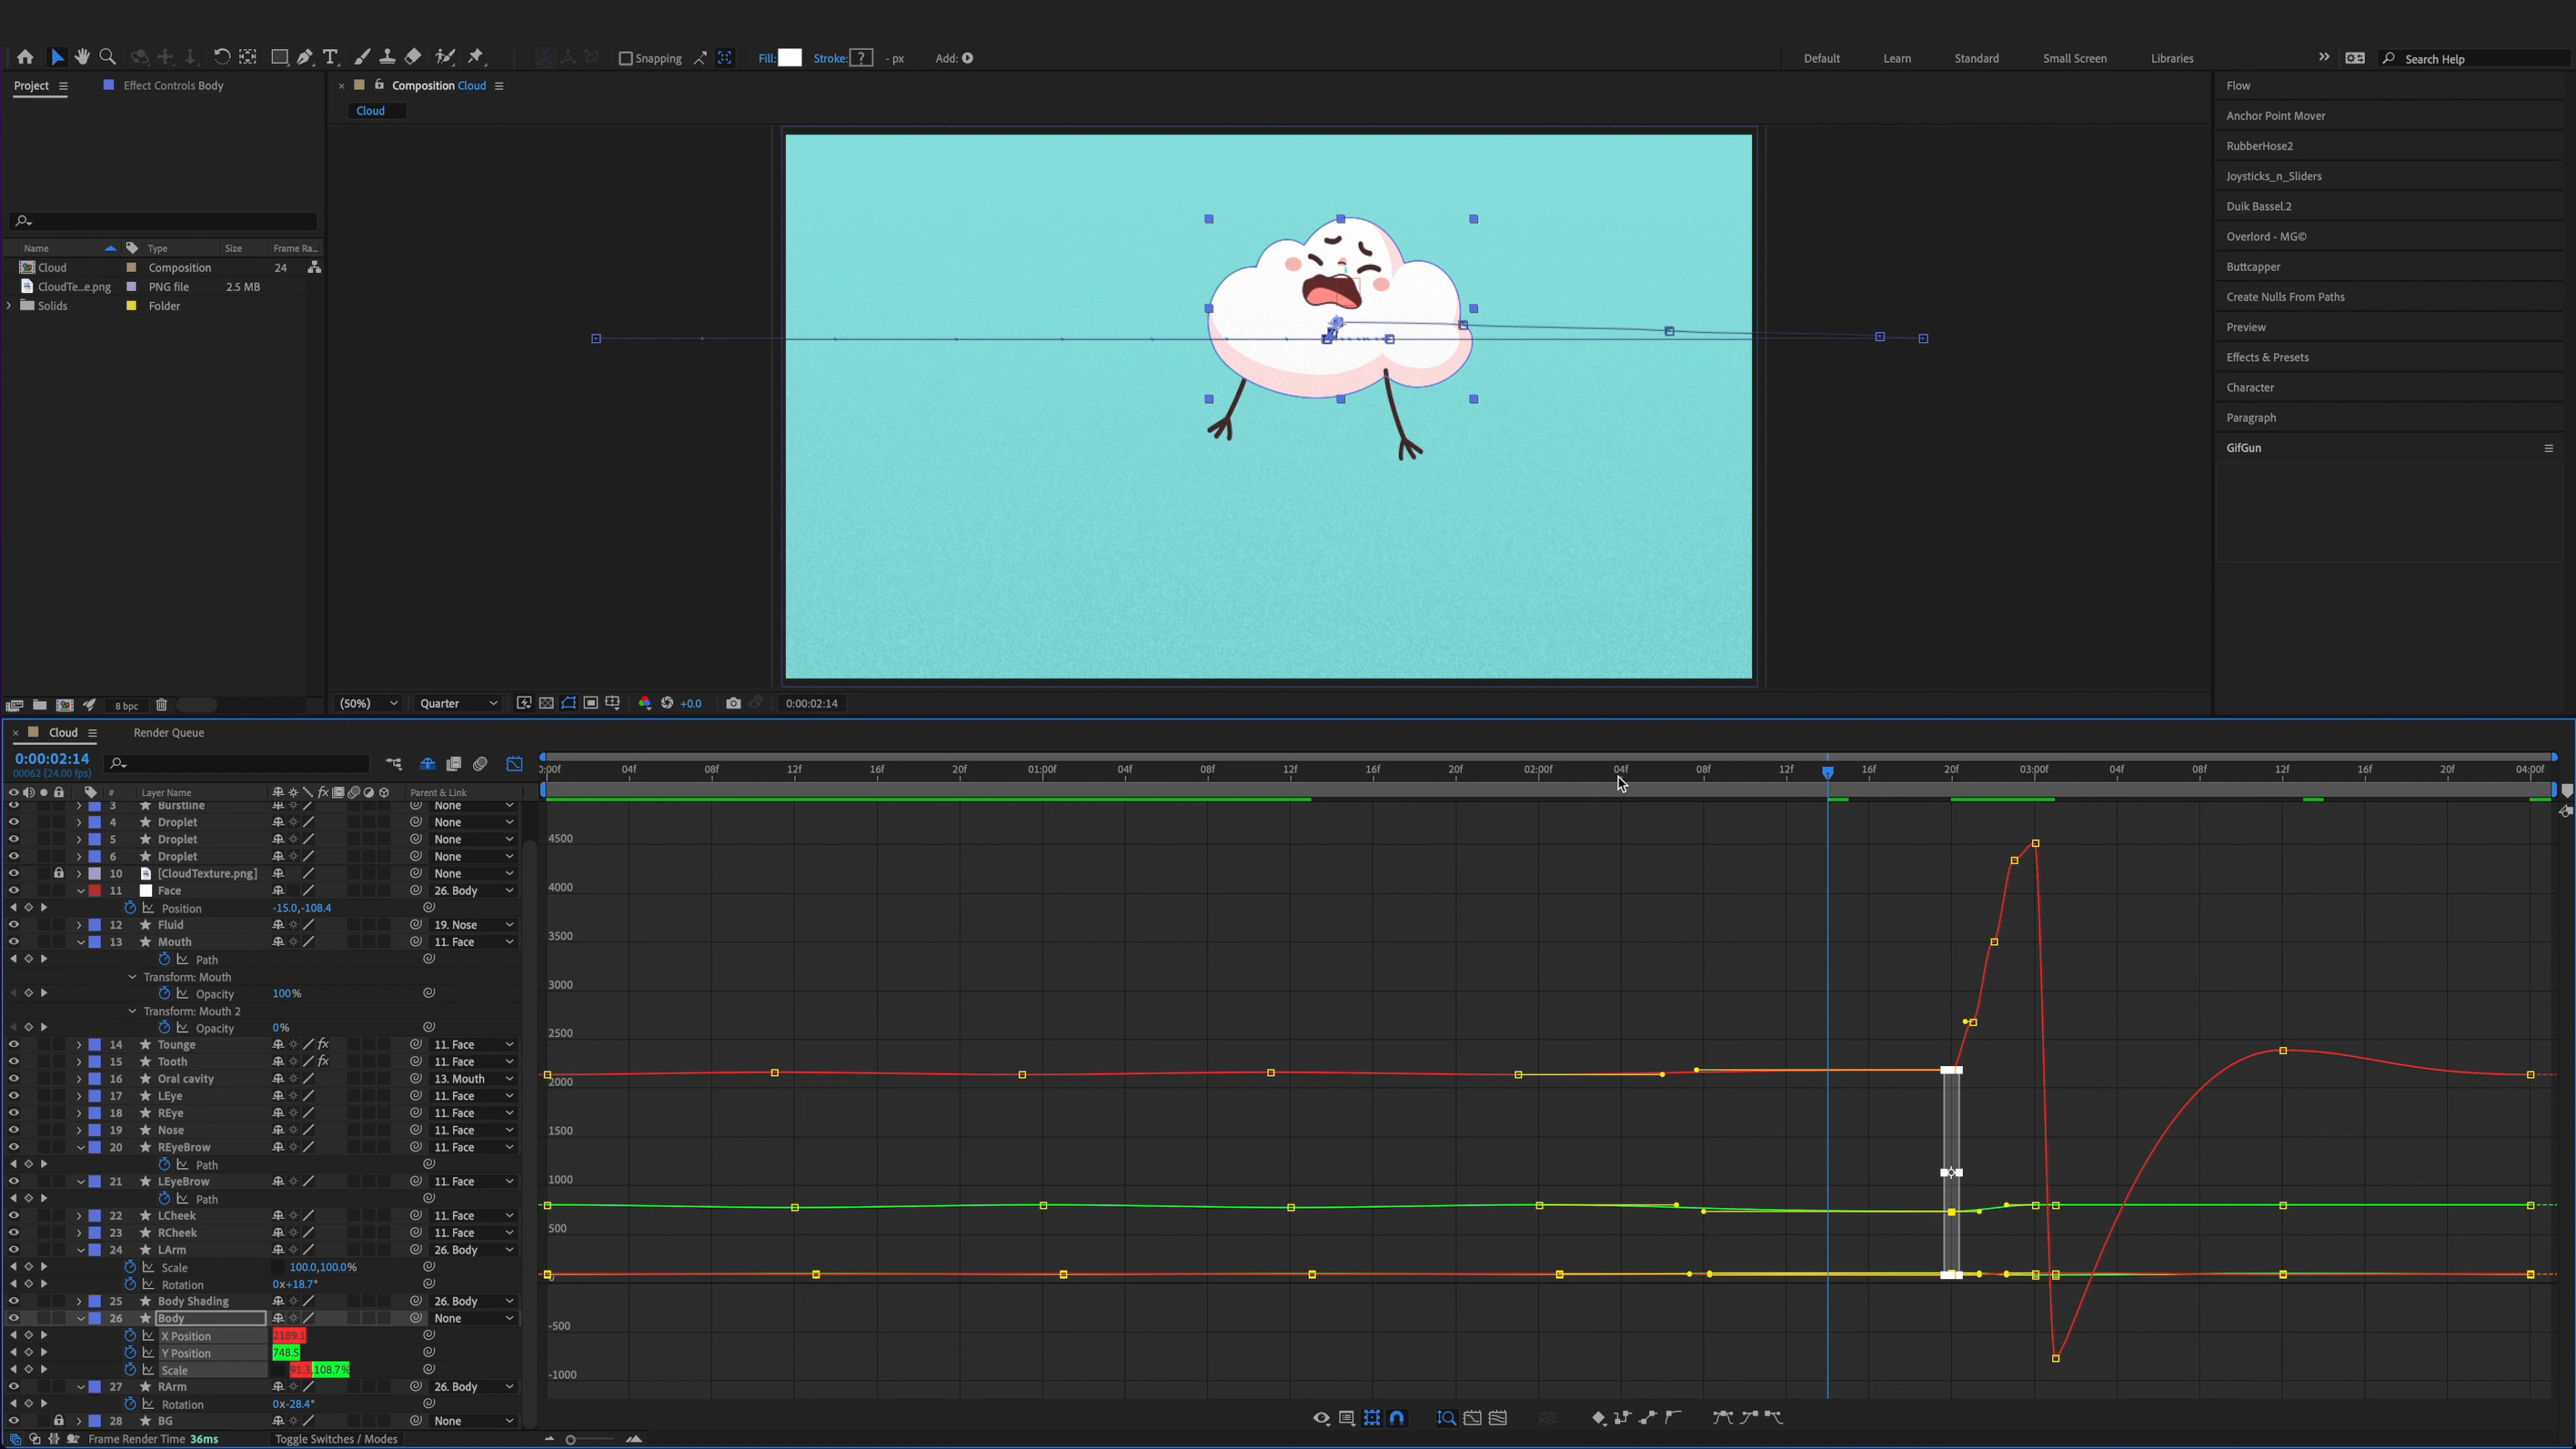 Snapping
Fill:
Stroke:
?
- px
Add:
Default
Learn
Standard
Small Screen
Libraries
Search Help
Project
Effect Controls Body
Composition Cloud
Cloud
Name
Type
Size
Frame Ra...
Cloud
Composition
24
CloudTe...e.png
PNG file
2.5 MB
Solids
Folder
8 bpc
(50%)
Quarter
+0.0
0:00:02:14
Flow
Anchor Point Mover
RubberHose2
Joysticks_n_Sliders
Duik Bassel.2
Overlord - MG©
Buttcapper
Create Nulls From Paths
Preview
Effects & Presets
Character
Paragraph
GifGun
Cloud
Render Queue
0:00:02:14
00062 (24.00 fps)
0:00f 04f 08f 12f 16f 20f 01:00f 04f 08f 12f 16f 20f 02:00f 04f 08f 12f 16f 20f 03:00f 04f 08f 12f 16f 20f 04:00f
# Layer Name fx Parent & Link
3 Burstline None
4 Droplet None
5 Droplet None
6 Droplet None
10 [CloudTexture.png] None
11 Face 26. Body
Position -15.0,-108.4
12 Fluid 19. Nose
13 Mouth 11. Face
Path
Transform: Mouth
Opacity 100%
Transform: Mouth 2
Opacity 0%
14 Tounge fx 11. Face
15 Tooth fx 11. Face
16 Oral cavity 13. Mouth
17 LEye 11. Face
18 REye 11. Face
19 Nose 11. Face
20 REyeBrow 11. Face
Path
21 LEyeBrow 11. Face
Path
22 LCheek 11. Face
23 RCheek 11. Face
24 LArm 26. Body
Scale 100.0,100.0%
Rotation 0x+18.7°
25 Body Shading 26. Body
26 Body None
X Position 2189.1
Y Position 748.5
Scale 91.3,108.7%
27 RArm 26. Body
Rotation 0x-28.4°
28 BG None
Frame Render Time 36ms
Toggle Switches / Modes
4500
4000
3500
3000
2500
2000
1500
1000
500
0
-500
-1000